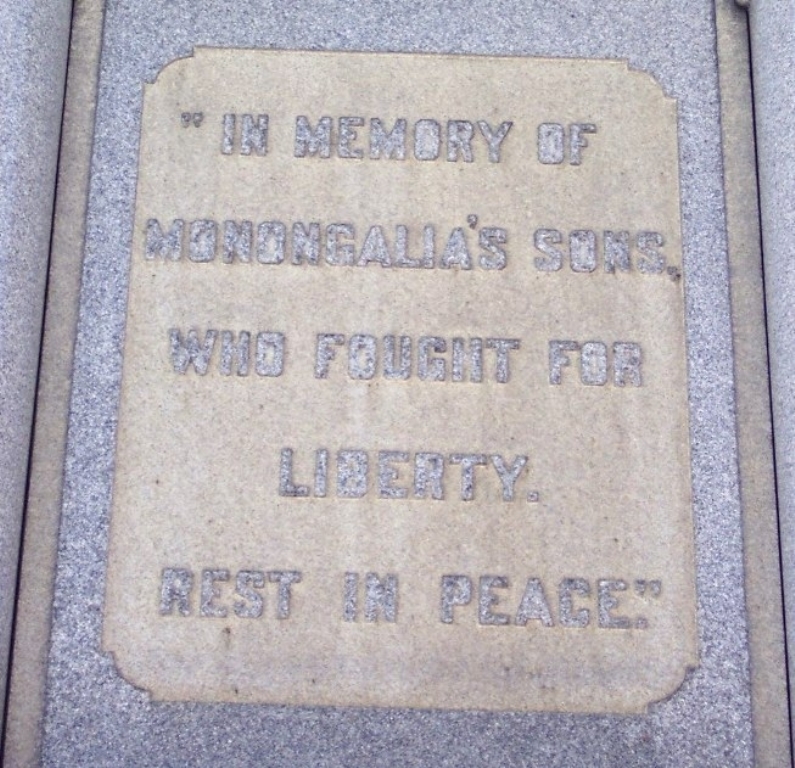 "IN MEMORY OF
MONONGALIA'S SONS,
WHO FOUGHT FOR
LIBERTY.
REST IN PEACE."